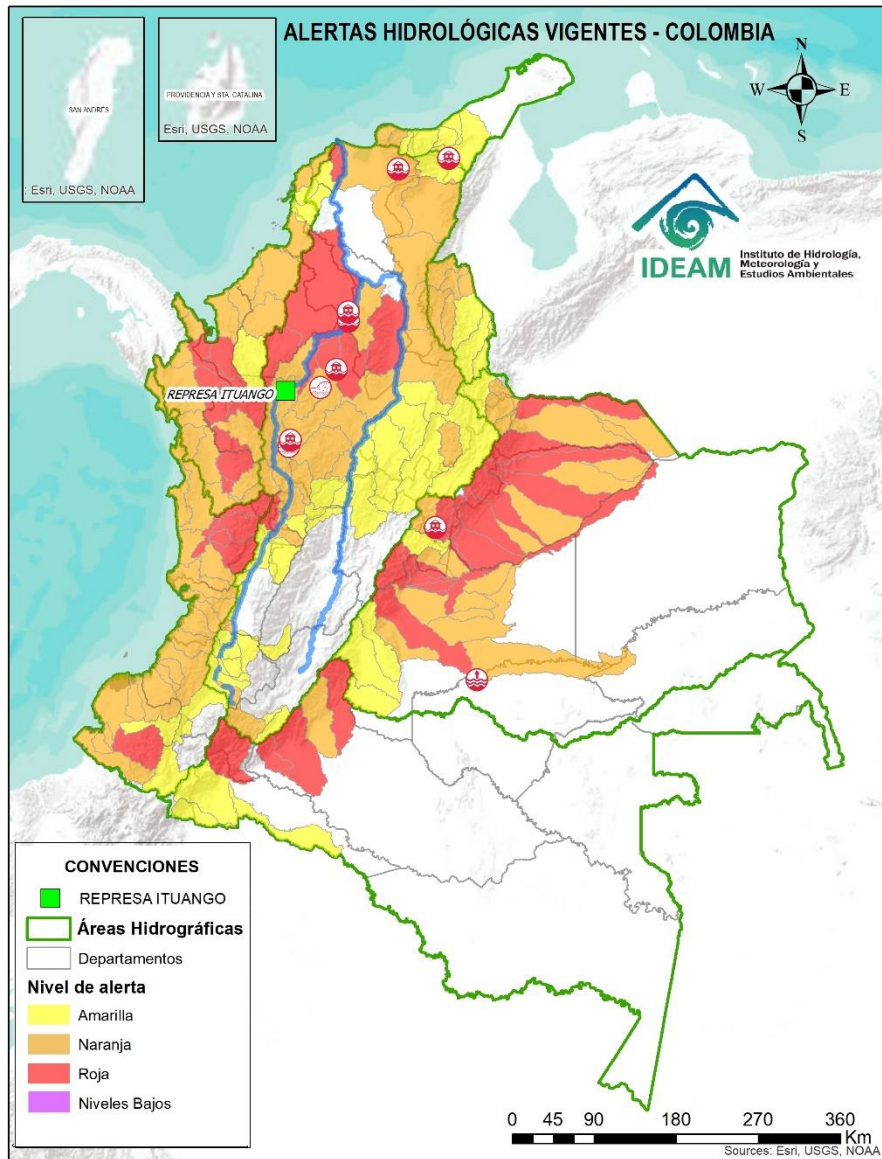 ALERTAS HIDROLÓGICAS VIGENTES - COLOMBIA
SAN ANDRÉS
: Esri, USGS, NOAA
PROVIDENCIA Y STA. CATALINA
Esri, USGS, NOAA
N
W
E
S
IDEAM
Instituto de Hidrología,
Meteorología y
Estudios Ambientales
REPRESA ITUANGO
CONVENCIONES
REPRESA ITUANGO
Áreas Hidrográficas
Departamentos
Nivel de alerta
Amarilla
Naranja
Roja
Niveles Bajos
0 45 90 180 270 360
Km
Sources: Esri, USGS, NOAA